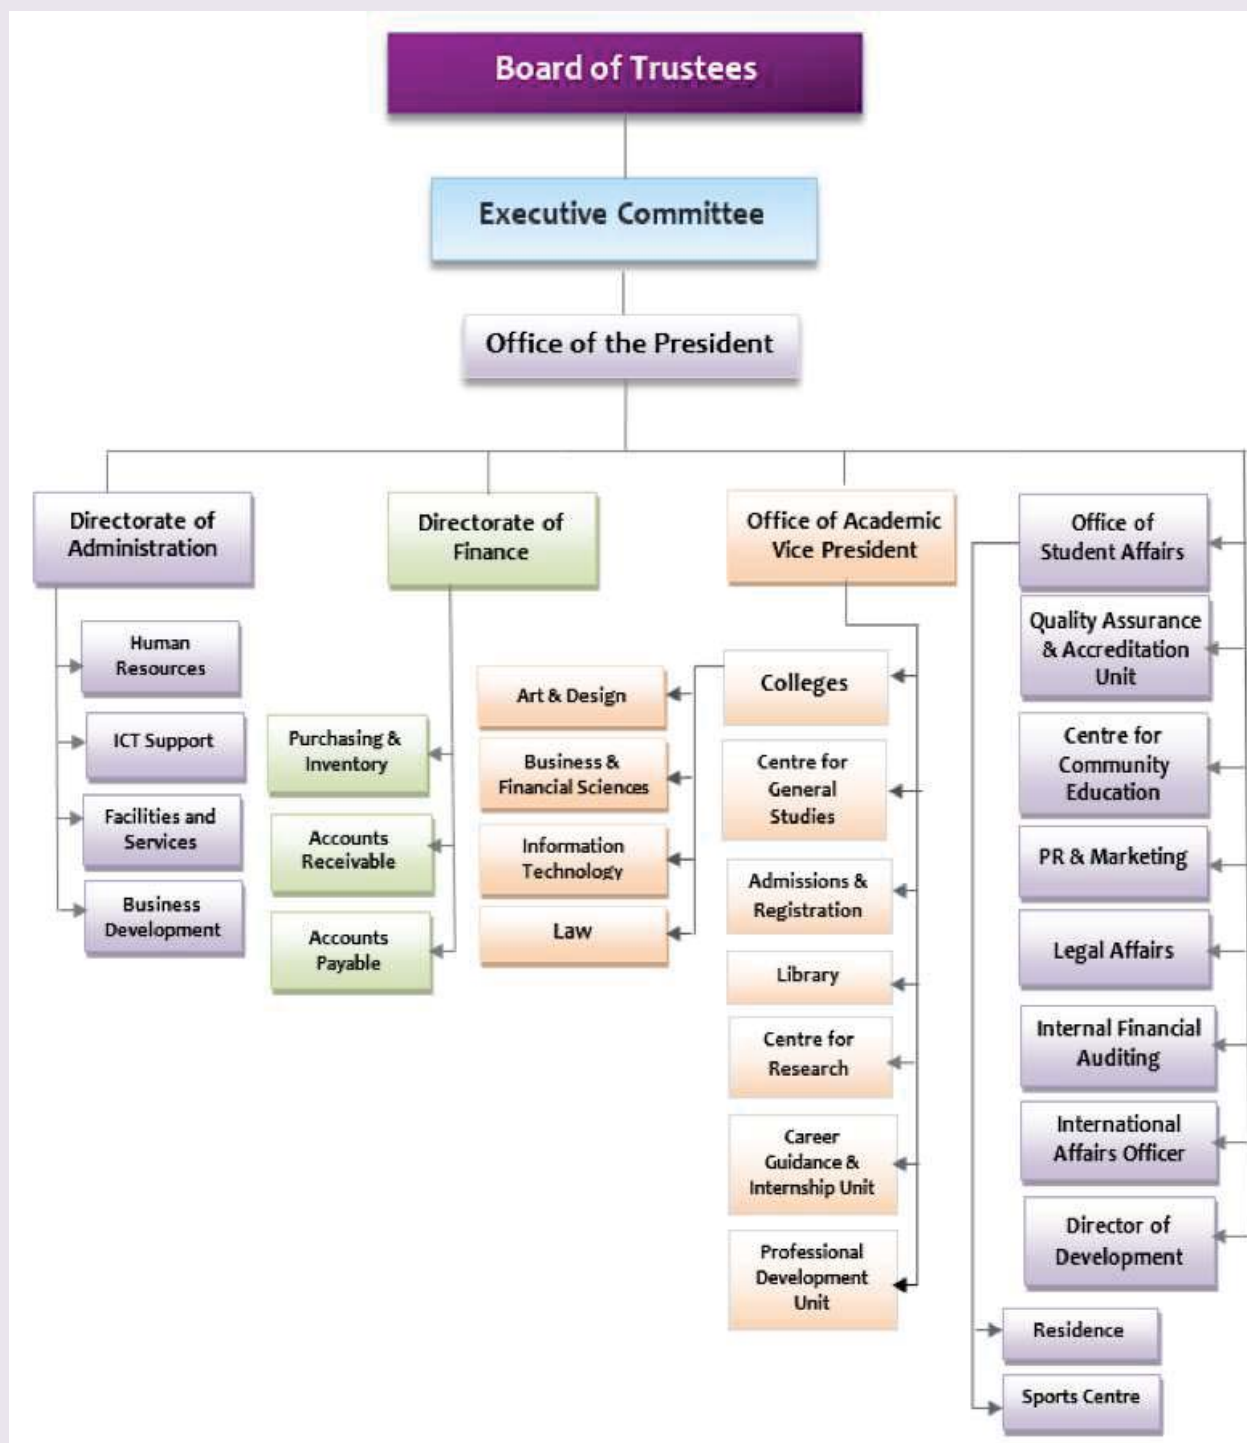 Board of Trustees
Executive Committee
Office of the President
Directorate of
Administration
Human
Resources
ICT Support
Facilities and
Services
Business
Development
Directorate of
Finance
Purchasing &
Inventory
Accounts
Receivable
Accounts
Payable
Office of Academic
Vice President
Colleges
Art & Design
Business &
Financial Sciences
Information
Technology
Law
Centre for
General
Studies
Admissions &
Registration
Library
Centre for
Research
Career
Guidance &
Internship Unit
Professional
Development
Unit
Office of
Student Affairs
Quality Assurance
& Accreditation
Unit
Centre for
Community
Education
PR & Marketing
Legal Affairs
Internal Financial
Auditing
International
Affairs Officer
Director of
Development
Residence
Sports Centre